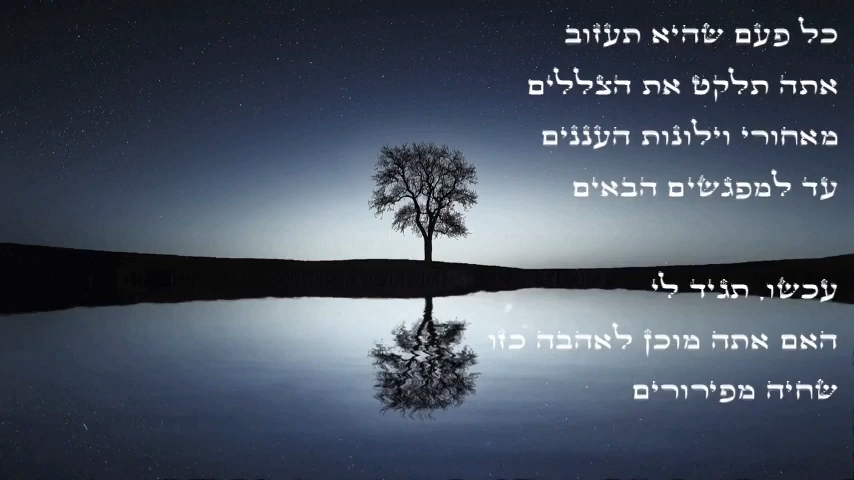 כל פעם שהיא תעזוב
אתה תלקט את הצללים
מאחורי וילונות העננים
עד למפגשים הבאים
עכשו, תגיד לי
האם אתה מוכן לאהבה כזו
שחיה מפירורים